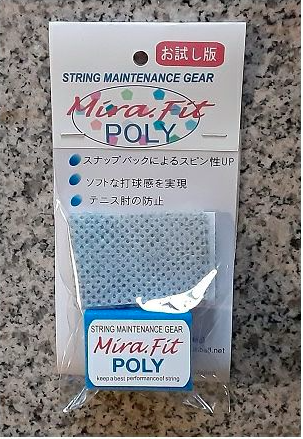 お試し版
STRING MAINTENANCE GEAR
Mira.Fit
POLY
スナップバックによるスピン性UP
ソフトな打球感を実現
テニス肘の防止
.net
STRING MAINTENANCE GEAR
Mira.Fit
POLY
keep a best performance of string